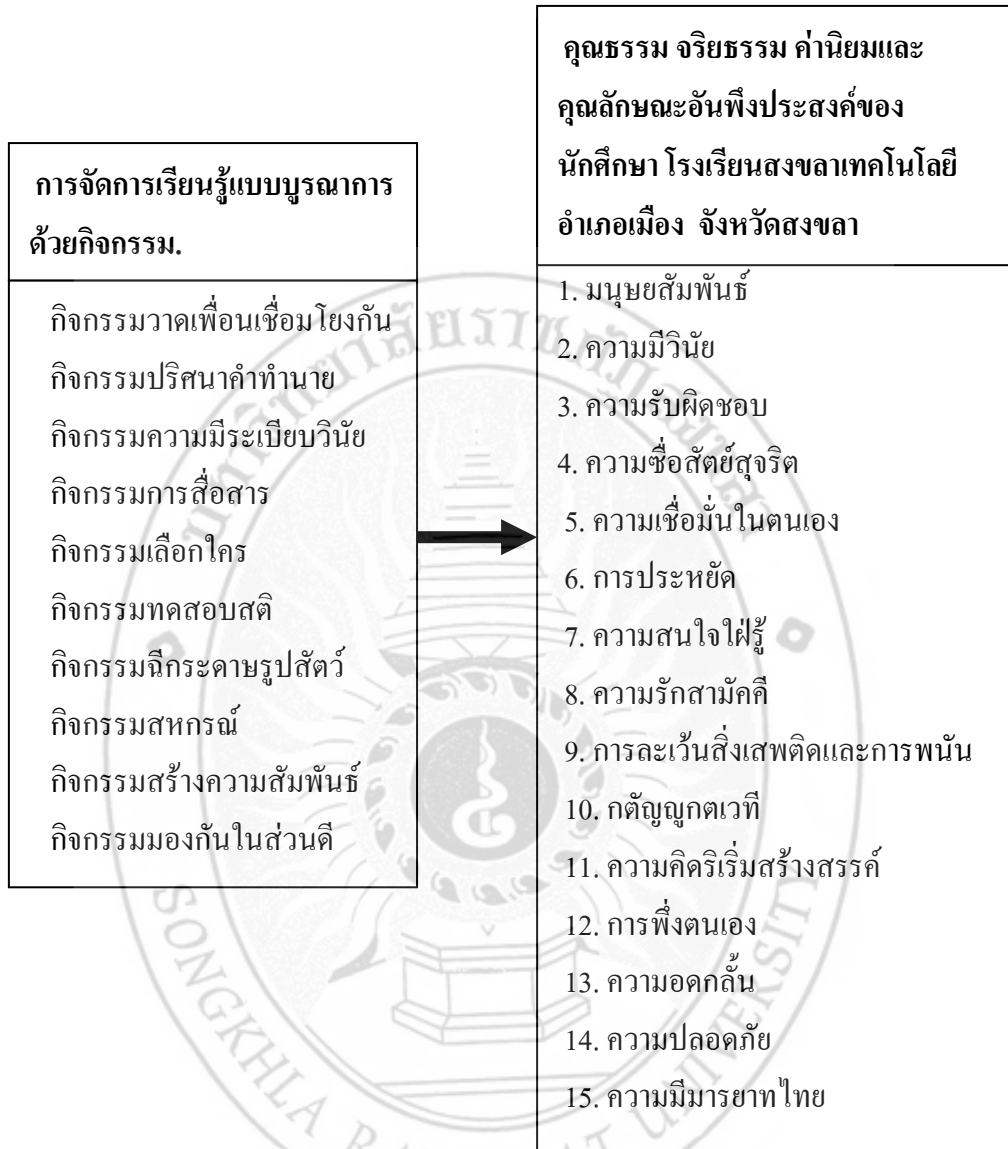 การจัดการเรียนรู้แบบบูรณาการ
ด้วยกิจกรรม.
กิจกรรมวาดเพื่อนเชื่อมโยงกัน
กิจกรรมปริศนาคำทำนาย
กิจกรรมความมีระเบียบวินัย
กิจกรรมการสื่อสาร
กิจกรรมเลือกใคร
กิจกรรมทดสอบสติ
กิจกรรมฉีกระดาษรูปสัตว์
กิจกรรมสหกรณ์
กิจกรรมสร้างความสัมพันธ์
กิจกรรมมองกันในส่วนดี
คุณธรรม จริยธรรม ค่านิยมและ
คุณลักษณะอันพึงประสงค์ของ
นักศึกษา โรงเรียนสงขลาเทคโนโลยี
อำเภอเมือง จังหวัดสงขลา
1. มนุษยสัมพันธ์
2. ความมีวินัย
3. ความรับผิดชอบ
4. ความซื่อสัตย์สุจริต
5. ความเชื่อมั่นในตนเอง
6. การประหยัด
7. ความสนใจใฝ่รู้
8. ความรักสามัคคี
9. การละเว้นสิ่งเสพติดและการพนัน
10. กตัญญูกตเวที
11. ความคิดริเริ่มสร้างสรรค์
12. การพึ่งตนเอง
13. ความอดกลั้น
14. ความปลอดภัย
15. ความมีมารยาทไทย
SONGKHLA UNIVERSITY